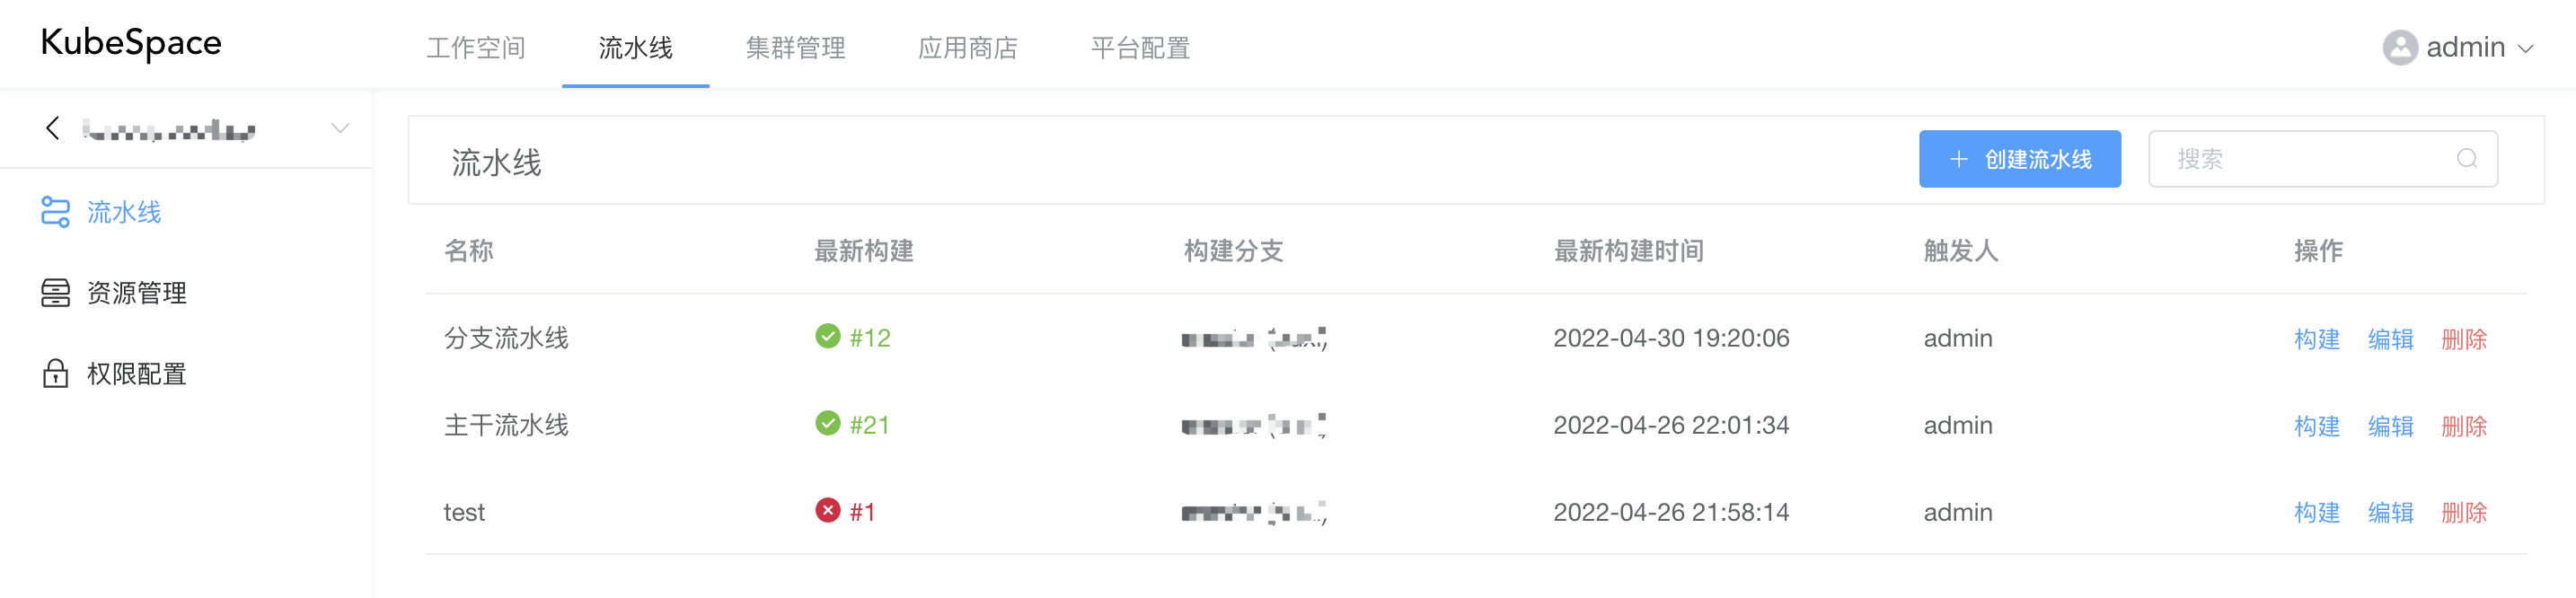 KubeSpace 工作空间 流水线 集群管理 应用商店 平台配置 admin
流水线 创建流水线 搜索
流水线
资源管理
权限配置
名称 最新构建 构建分支 最新构建时间 触发人 操作
分支流水线 #12 2022-04-30 19:20:06 admin 构建 编辑 删除
主干流水线 #21 2022-04-26 22:01:34 admin 构建 编辑 删除
test #1 2022-04-26 21:58:14 admin 构建 编辑 删除